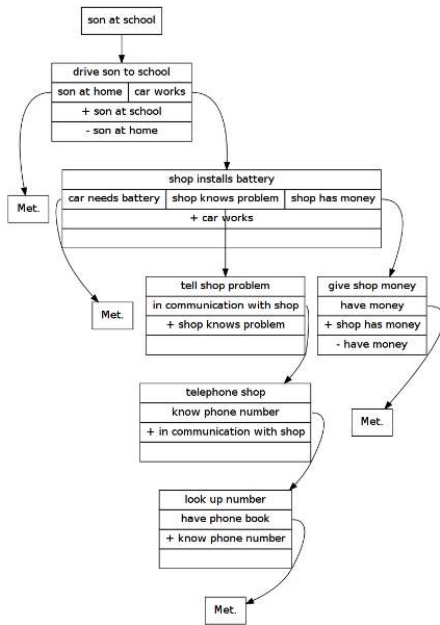 son at school
drive son to school
son at home car works
+ son at school
- son at home
shop installs battery
Met.
car needs battery shop knows problem shop has money
+ car works
tell shop problem
give shop money
in communication with shop
have money
Met.
+ shop knows problem
+ shop has money
- have money
telephone shop
know phone number
Met.
+ in communication with shop
look up number
have phone book
+ know phone number
Met.